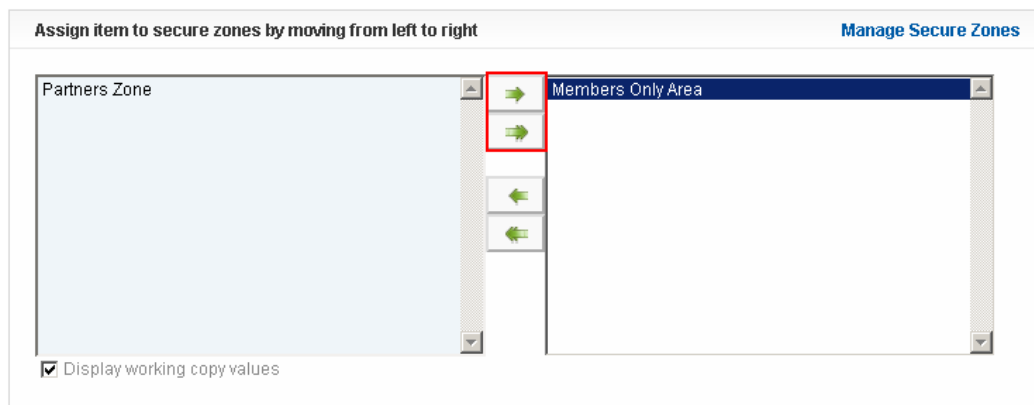 Assign item to secure zones by moving from left to right
Manage Secure Zones
Partners Zone
Members Only Area
Display working copy values